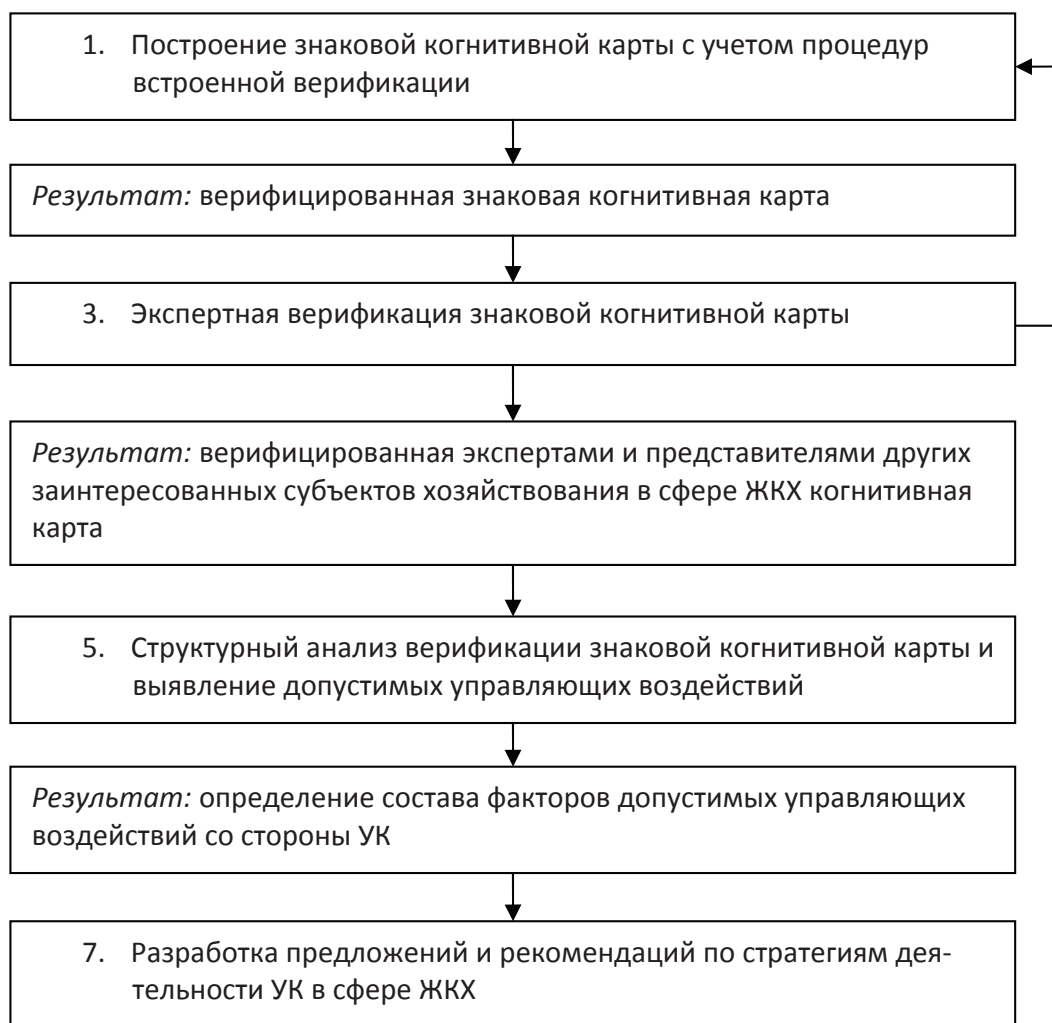 1. Построение знаковой когнитивной карты с учетом процедур
встроенной верификации
Результат: верифицированная знаковая когнитивная карта
3. Экспертная верификация знаковой когнитивной карты
Результат: верифицированная экспертами и представителями других
заинтересованных субъектов хозяйствования в сфере ЖКХ когнитивная
карта
5. Структурный анализ верификации знаковой когнитивной карты и
выявление допустимых управляющих воздействий
Результат: определение состава факторов допустимых управляющих
воздействий со стороны УК
7. Разработка предложений и рекомендаций по стратегиям дея-
тельности УК в сфере ЖКХ